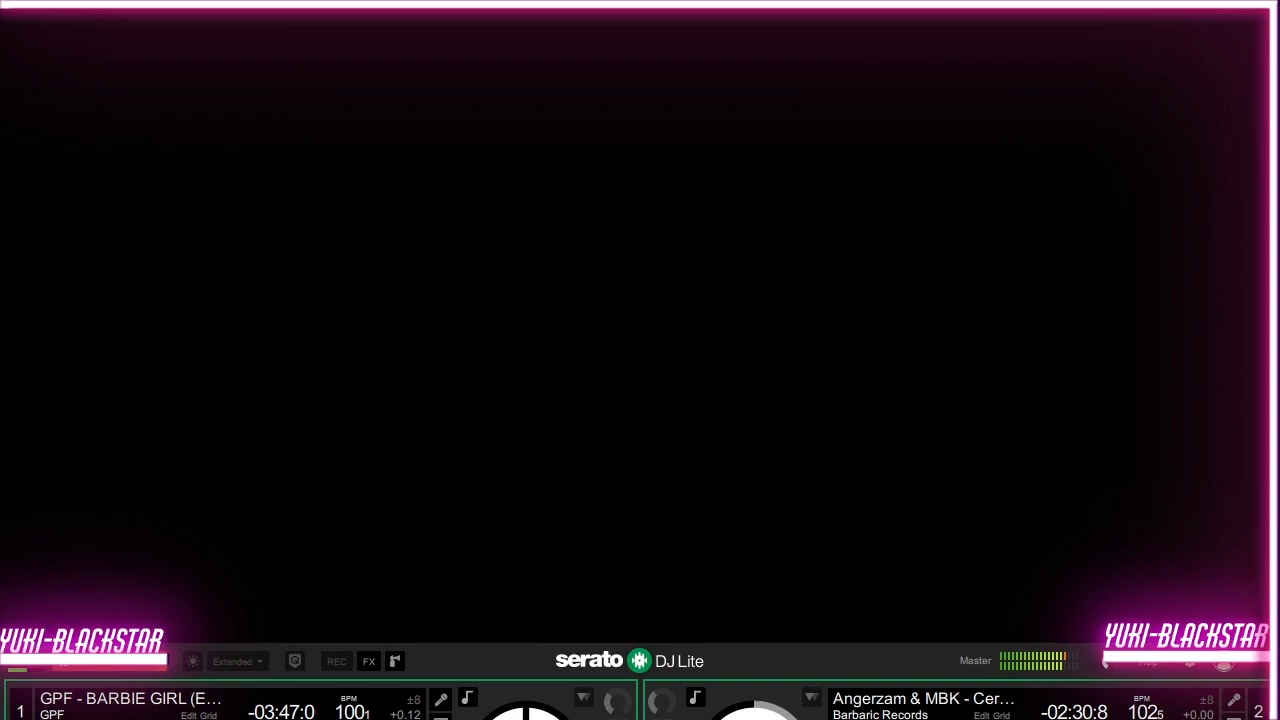 YUKI-BLACKSTAR
YUKI-BLACKSTAR
Extended
REC
FX
serato DJ Lite
Master
Help
1
GPF - BARBIE GIRL (E...
GPF
Edit Grid
-03:47:0
BPM
100.1
±8
+0.12
Angerzam & MBK - Cer...
Barbaric Records
Edit Grid
-02:30:8
BPM
102.5
±8
+0.00
2